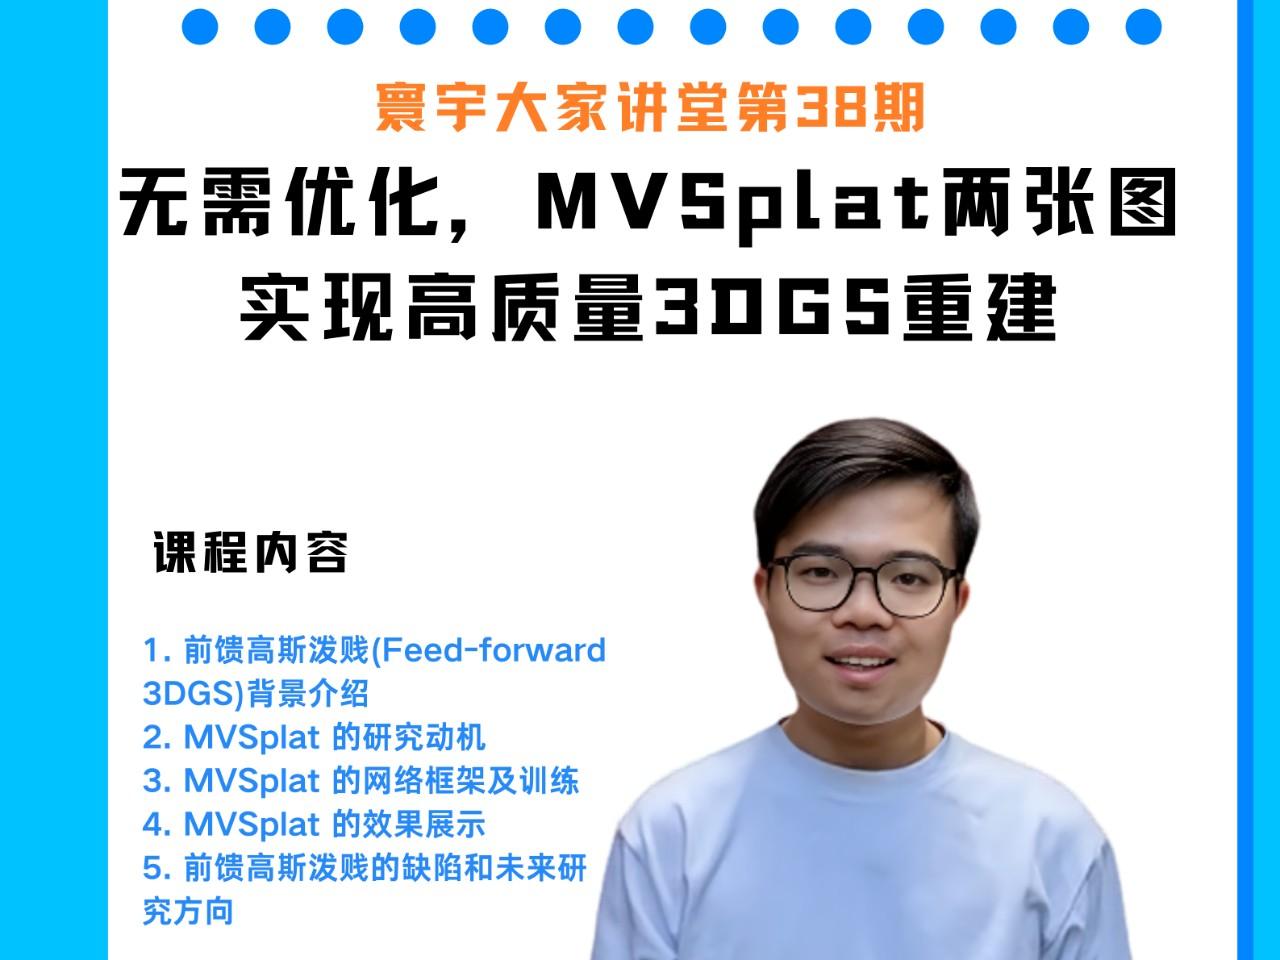 寰宇大家讲堂第38期
无需优化，MVSplat两张图
实现高质量3DGS重建
课程内容
1. 前馈高斯泼贱(Feed-forward
3DGS)背景介绍
2. MVSplat 的研究动机
3. MVSplat 的网络框架及训练
4. MVSplat 的效果展示
5. 前馈高斯泼贱的缺陷和未来研
究方向